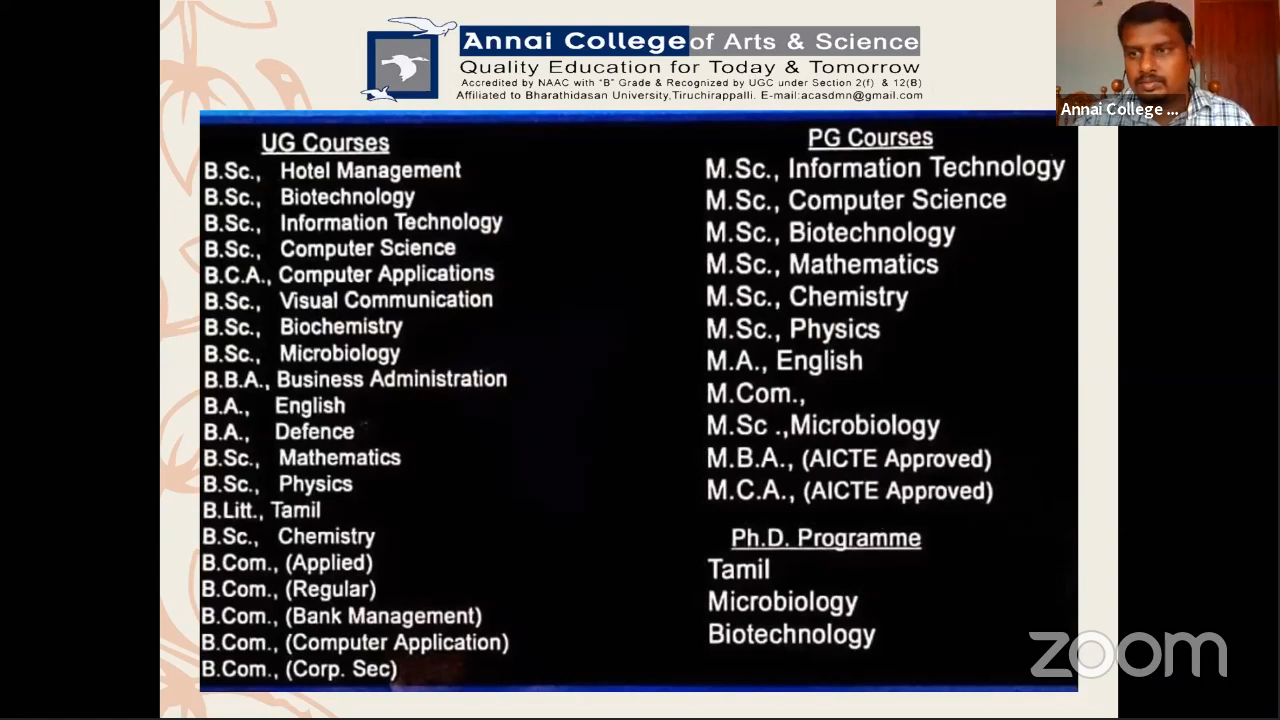 Annai College of Arts & Science
Quality Education for Today & Tomorrow
Accredited by NAAC with "B" Grade & Recognized by UGC under Section 2(f) & 12(B)
Affiliated to Bharathidasan University,Tiruchirappalli. E-mail:acasdmn@gmail.com
Annai College ...
UG Courses
B.Sc., Hotel Management
B.Sc., Biotechnology
B.Sc., Information Technology
B.Sc., Computer Science
B.C.A., Computer Applications
B.Sc., Visual Communication
B.Sc., Biochemistry
B.Sc., Microbiology
B.B.A., Business Administration
B.A., English
B.A., Defence
B.Sc., Mathematics
B.Sc., Physics
B.Litt., Tamil
B.Sc., Chemistry
B.Com., (Applied)
B.Com., (Regular)
B.Com., (Bank Management)
B.Com., (Computer Application)
B.Com., (Corp. Sec)
PG Courses
M.Sc., Information Technology
M.Sc., Computer Science
M.Sc., Biotechnology
M.Sc., Mathematics
M.Sc., Chemistry
M.Sc., Physics
M.A., English
M.Com.,
M.Sc .,Microbiology
M.B.A., (AICTE Approved)
M.C.A., (AICTE Approved)
Ph.D. Programme
Tamil
Microbiology
Biotechnology
zoom